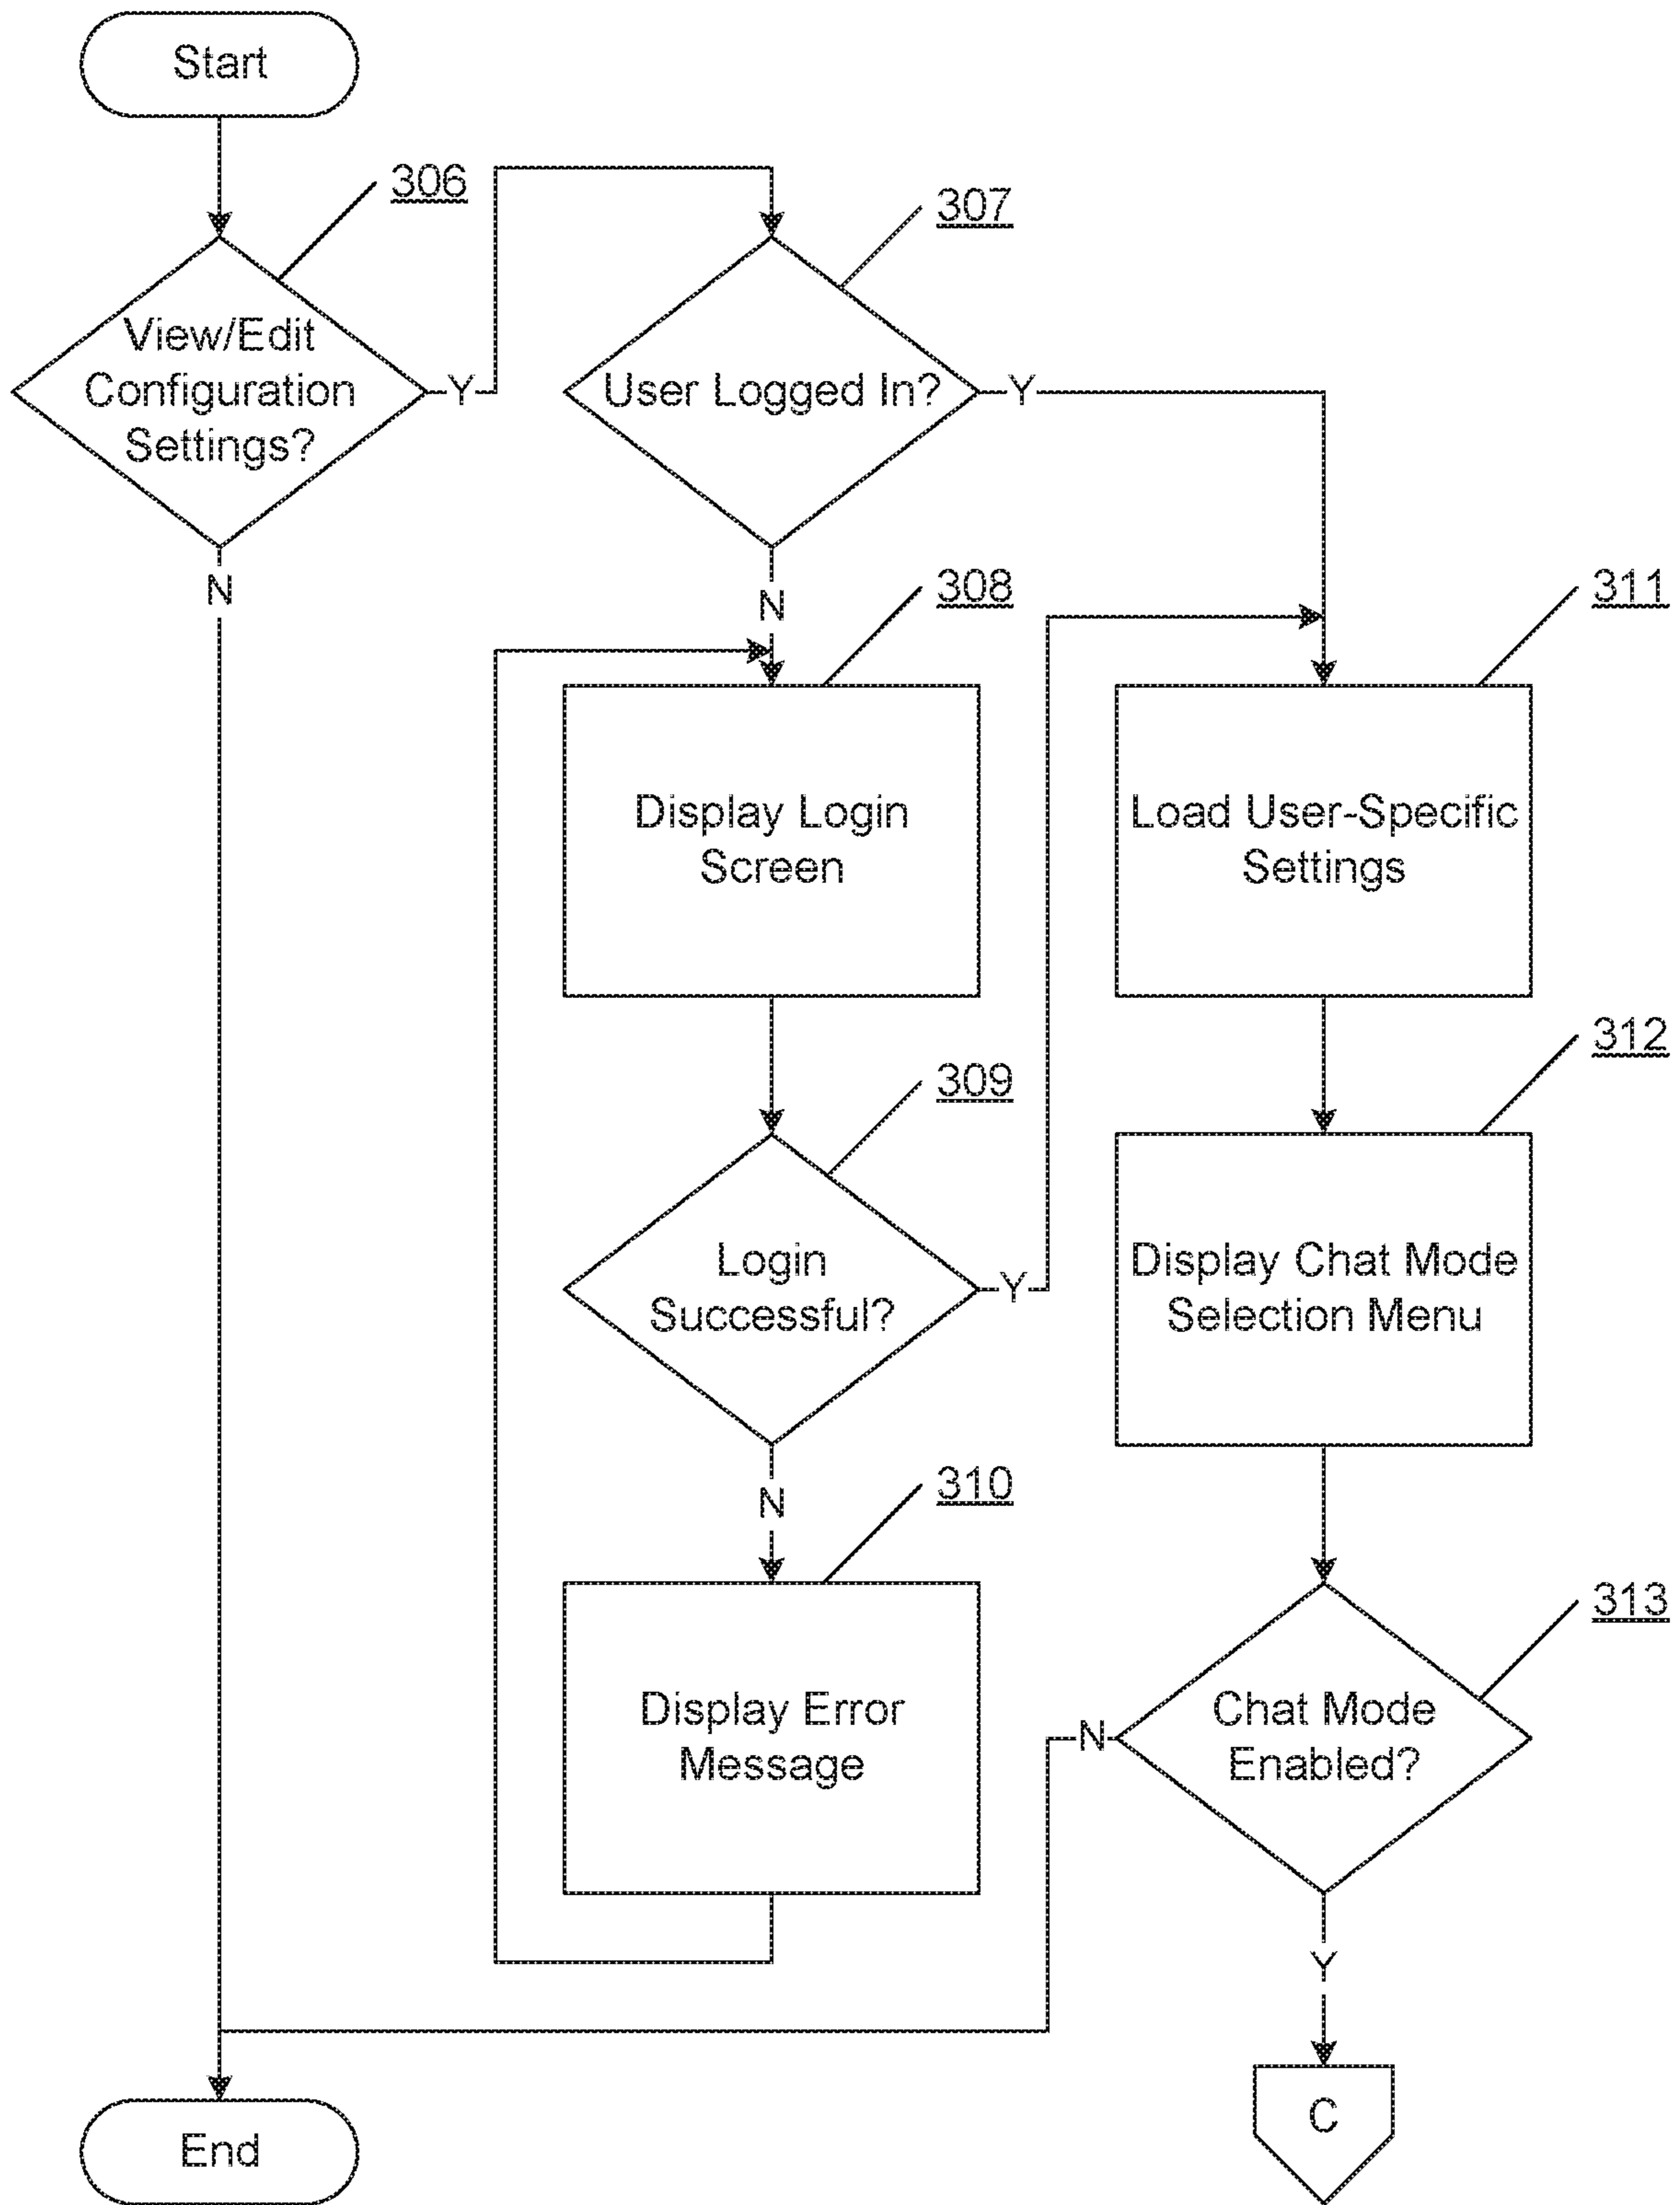 Start
306
307
View/Edit
Configuration
Settings?
Y
User Logged In?
Y
N
N
308
311
Display Login
Screen
Load User-Specific
Settings
309
312
Login
Successful?
Y
Display Chat Mode
Selection Menu
N
310
313
Display Error
Message
N
Chat Mode
Enabled?
Y
End
C